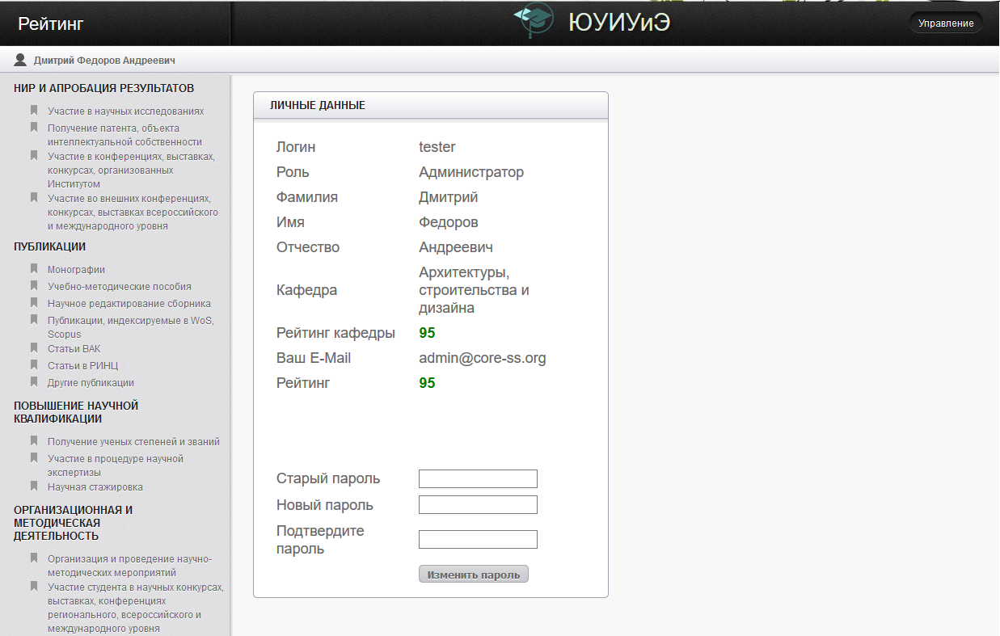 Рейтинг
ЮУИУиЭ
Управление
Дмитрий Федоров Андреевич
НИР И АПРОБАЦИЯ РЕЗУЛЬТАТОВ
Участие в научных исследованиях
Получение патента, объекта
интеллектуальной собственности
Участие в конференциях, выставках,
конкурсах, организованных
Институтом
Участие во внешних конференциях,
конкурсах, выставках всероссийского
и международного уровня
ПУБЛИКАЦИИ
Монографии
Учебно-методические пособия
Научное редактирование сборника
Публикации, индексируемые в WoS,
Scopus
Статьи ВАК
Статьи в РИНЦ
Другие публикации
ПОВЫШЕНИЕ НАУЧНОЙ
КВАЛИФИКАЦИИ
Получение ученых степеней и званий
Участие в процедуре научной
экспертизы
Научная стажировка
ОРГАНИЗАЦИОННАЯ И
МЕТОДИЧЕСКАЯ
ДЕЯТЕЛЬНОСТЬ
Организация и проведение научно-
методических мероприятий
Участие студента в научных конкурсах,
выставках, конференциях
регионального, всероссийского и
международного уровня
ЛИЧНЫЕ ДАННЫЕ
Логин tester
Роль Администратор
Фамилия Дмитрий
Имя Федоров
Отчество Андреевич
Кафедра Архитектуры,
строительства и
дизайна
Рейтинг кафедры 95
Ваш E-Mail admin@core-ss.org
Рейтинг 95
Старый пароль
Новый пароль
Подтвердите
пароль
Изменить пароль